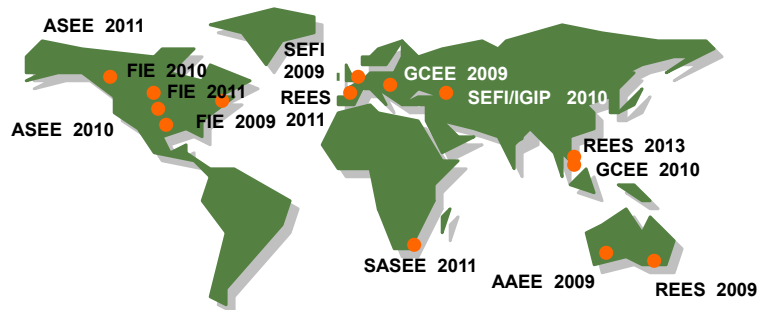 ASEE 2011
FIE 2010
FIE 2011
ASEE 2010
FIE 2009
SEFI
2009
REES
2011
GCEE 2009
SEFI/IGIP 2010
REES 2013
GCEE 2010
SASEE 2011
AAEE 2009
REES 2009